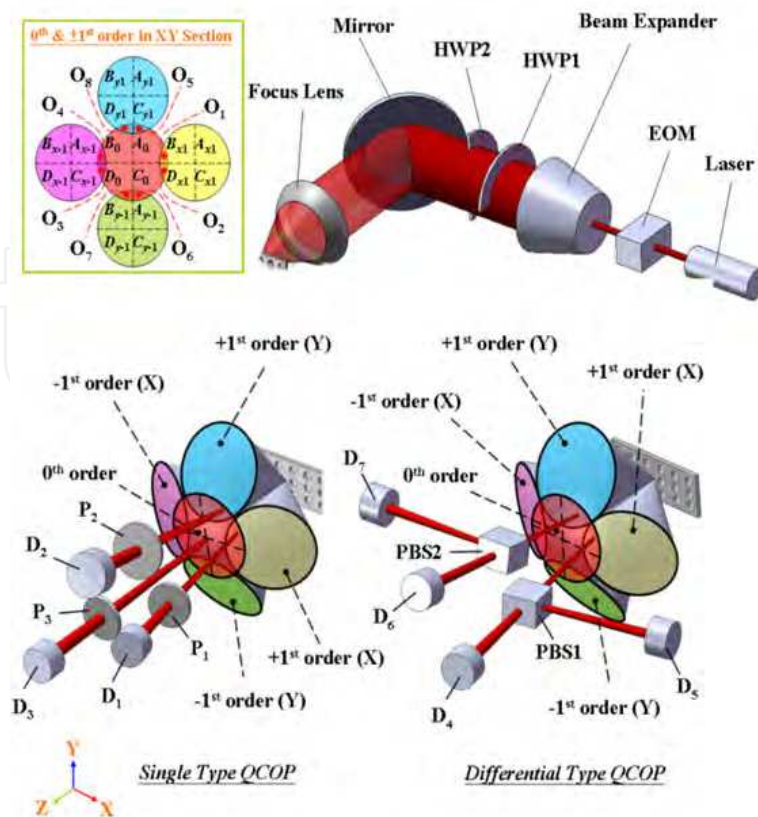 0th & ±1st order in XY Section
O8
O5
O4
O1
O3
O2
O7
O6
By1 Ay1
Dy1 Cy1
Bx-1 Ax-1
B0 A0
Bx1 Ax1
Dx-1 Cx-1
D0 C0
Dx1 Cx1
By-1 Ay-1
Dy-1 Cy-1
Mirror
Beam Expander
HWP2
HWP1
Focus Lens
EOM
Laser
+1st order (Y)
-1st order (X)
0th order
P2
D2
P3
P1
D3
D1
+1st order (X)
-1st order (Y)
Single Type QCOP
+1st order (Y)
+1st order (X)
-1st order (X)
D7
0th order
PBS2
D6
PBS1
D5
D4
-1st order (Y)
Differential Type QCOP
Y
Z
X